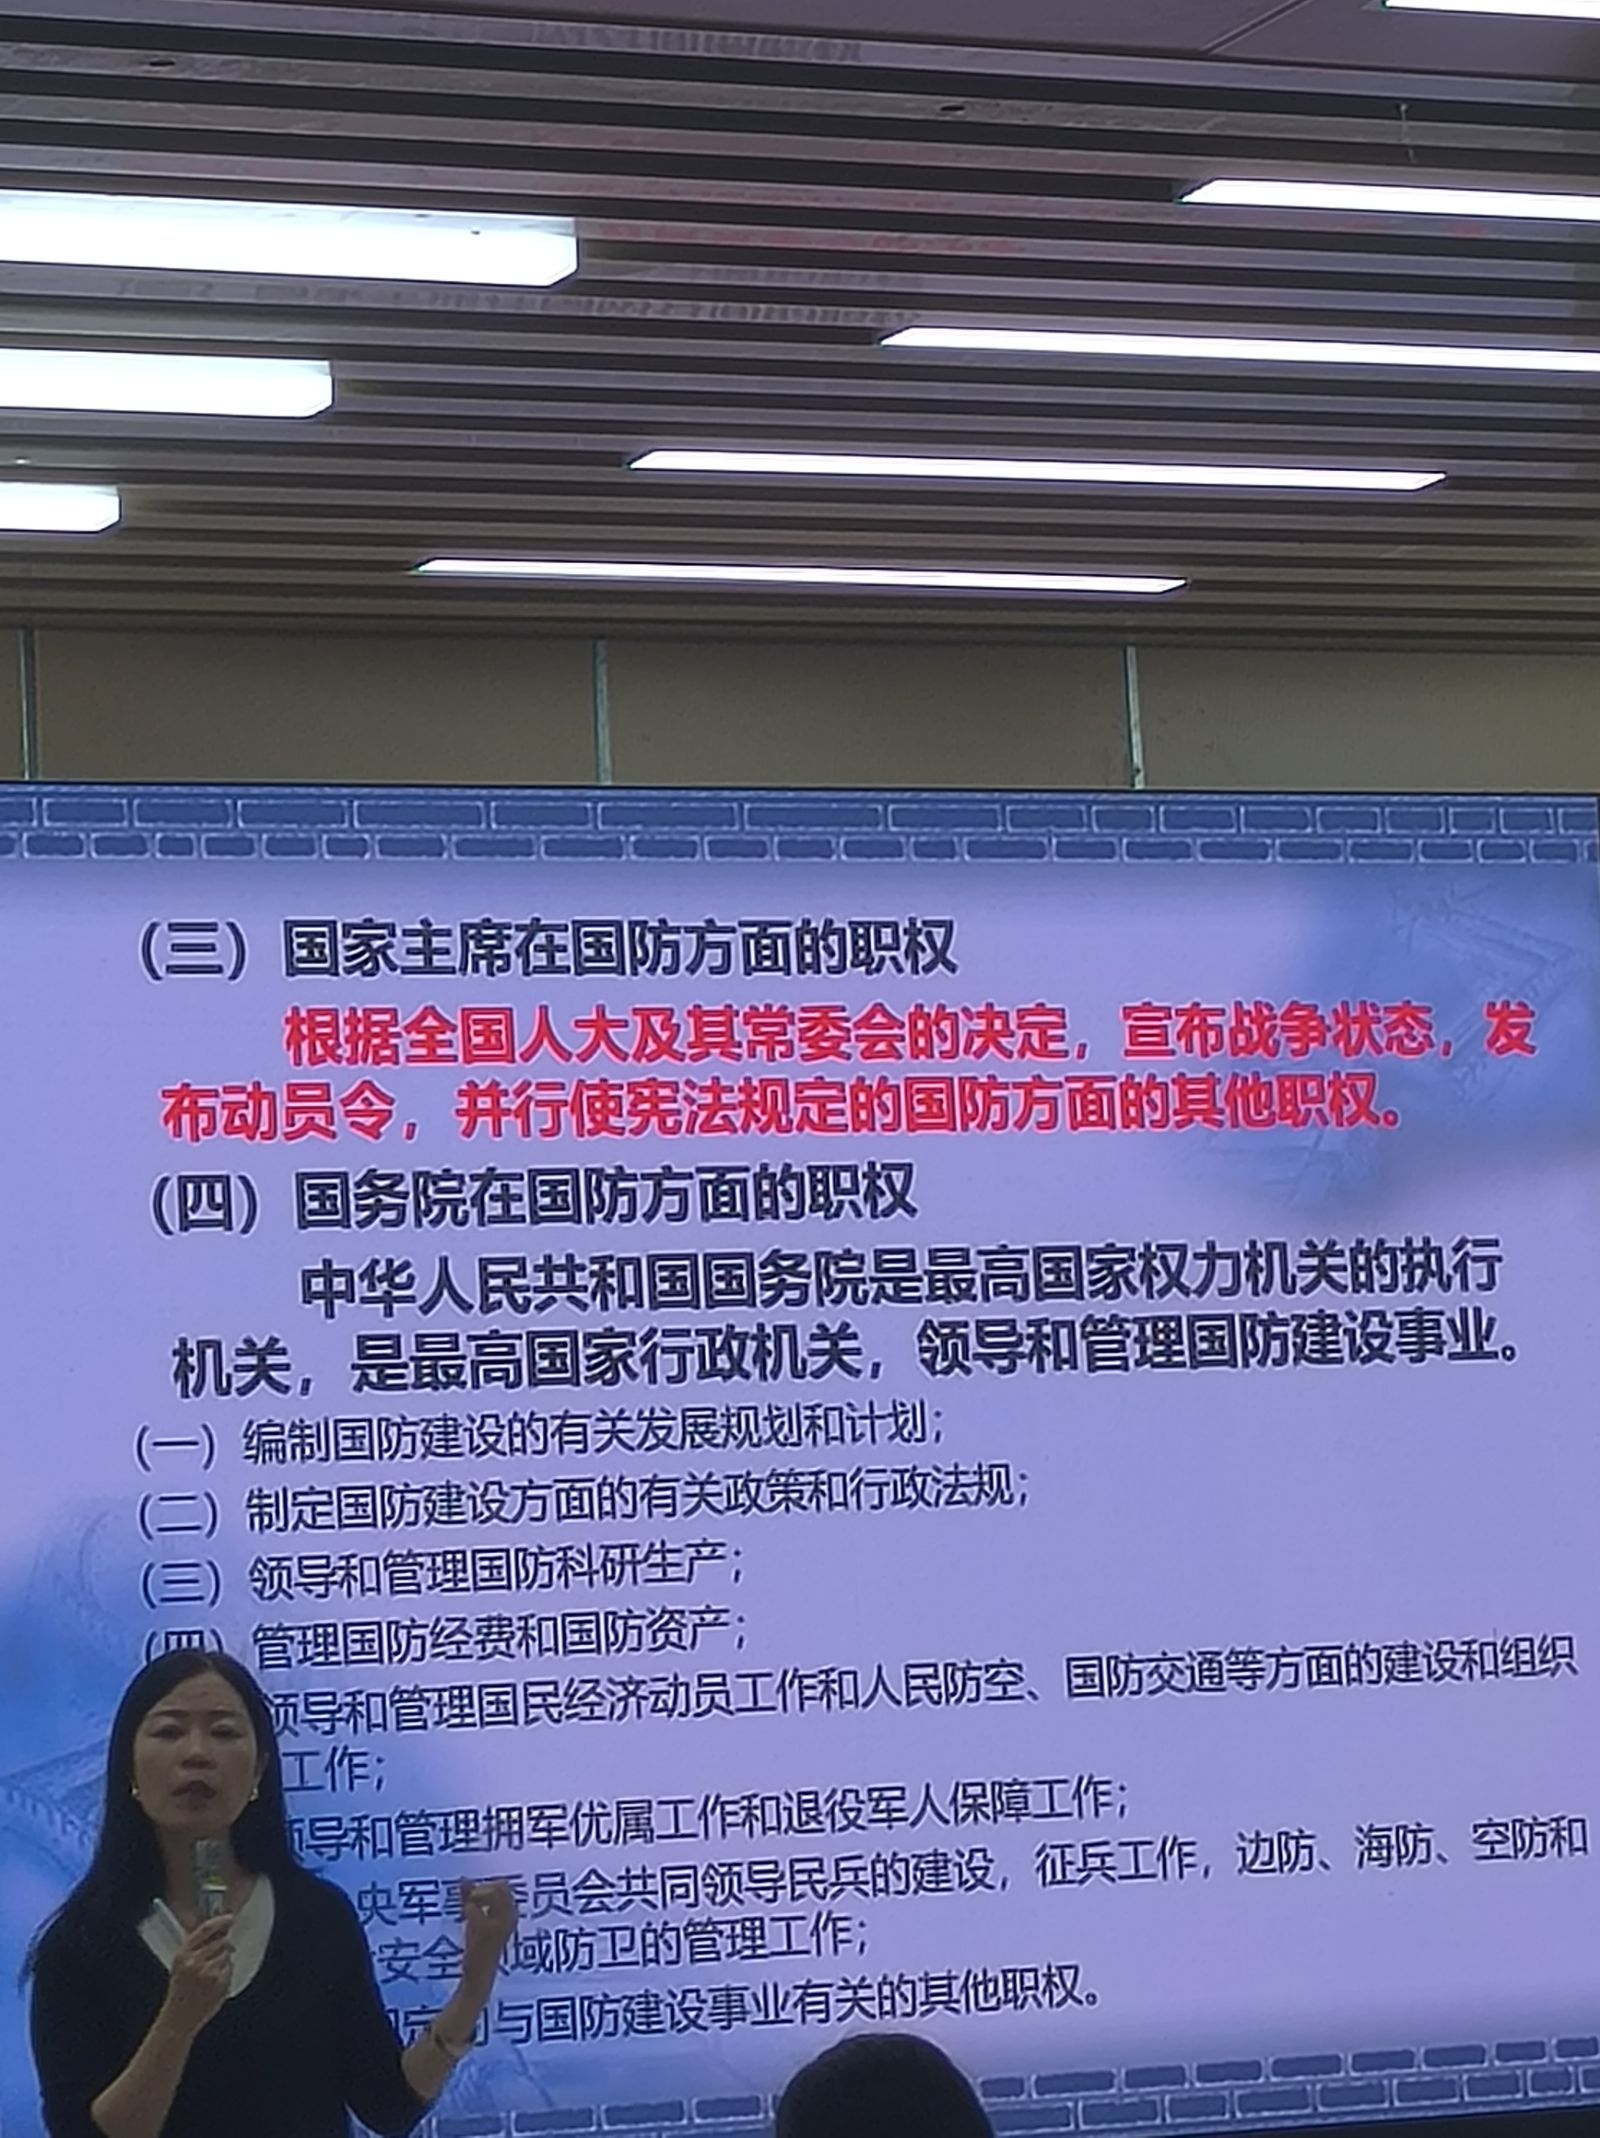 （三）国家主席在国防方面的职权
根据全国人大及其常委会的决定，宣布战争状态，发
布动员令，并行使宪法规定的国防方面的其他职权。
（四）国务院在国防方面的职权
中华人民共和国国务院是最高国家权力机关的执行
机关，是最高国家行政机关，领导和管理国防建设事业。
（一）编制国防建设的有关发展规划和计划；
（二）制定国防建设方面的有关政策和行政法规；
（三）领导和管理国防科研生产；
（四）管理国防经费和国防资产；
领导和管理国民经济动员工作和人民防空、国防交通等方面的建设和组织
工作；
领导和管理拥军优属工作和退役军人保障工作；
央军事委员会共同领导民兵的建设，征兵工作，边防、海防、空防和
安全领域防卫的管理工作；
与国防建设事业有关的其他职权。